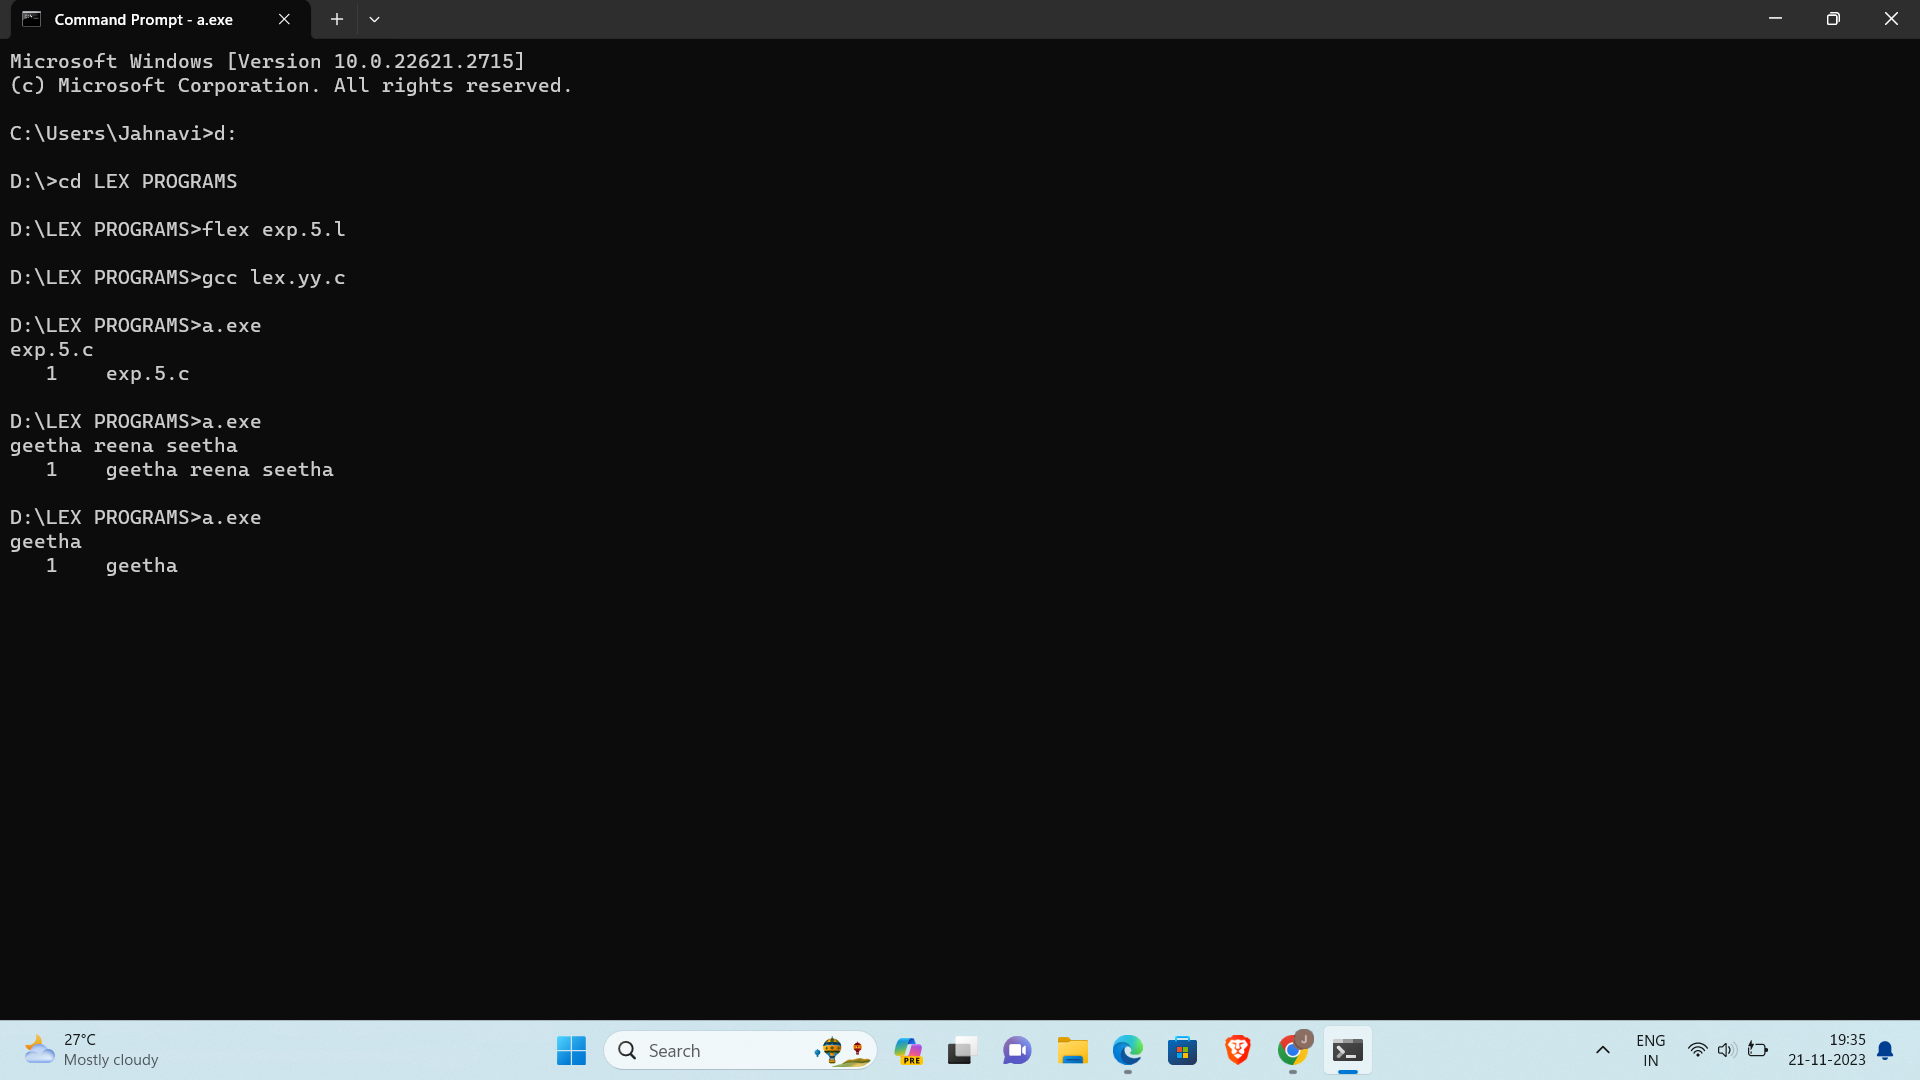 Command Prompt - a.exe
Microsoft Windows [Version 10.0.22621.2715]
(c) Microsoft Corporation. All rights reserved.
C:\Users\Jahnavi>d:
D:\>cd LEX PROGRAMS
D:\LEX PROGRAMS>flex exp.5.l
D:\LEX PROGRAMS>gcc lex.yy.c
D:\LEX PROGRAMS>a.exe
exp.5.c
   1    exp.5.c
D:\LEX PROGRAMS>a.exe
geetha reena seetha
   1    geetha reena seetha
D:\LEX PROGRAMS>a.exe
geetha
   1    geetha
27°C
Mostly cloudy
Search
PRE
J
ENG
IN
19:35
21-11-2023